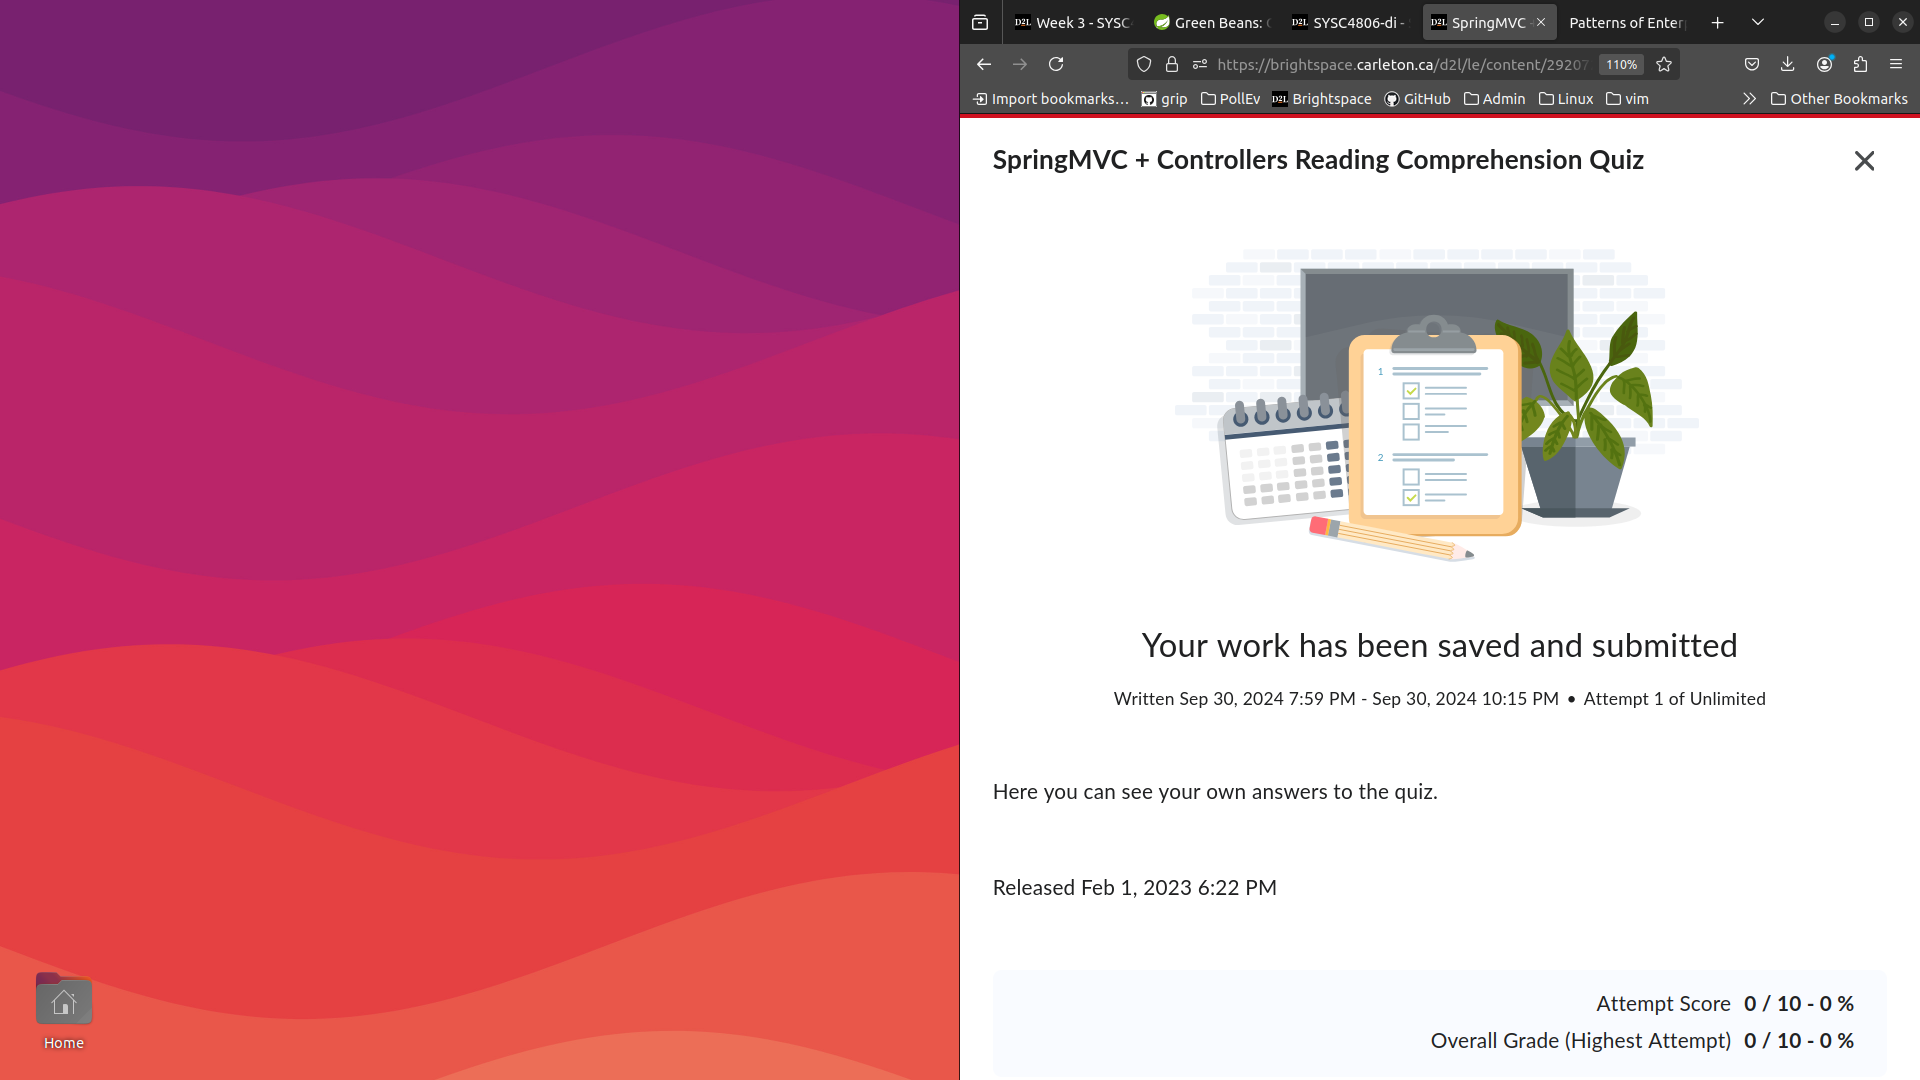 D2L Week 3 - SYSC
Green Beans:
D2L SYSC4806-di -
D2L SpringMVC -
Patterns of Enter
https://brightspace.carleton.ca/d2l/le/content/29207
110%
Import bookmarks…
grip
PollEv
D2L Brightspace
GitHub
Admin
Linux
vim
Other Bookmarks
SpringMVC + Controllers Reading Comprehension Quiz
1
2
Your work has been saved and submitted
Written Sep 30, 2024 7:59 PM - Sep 30, 2024 10:15 PM • Attempt 1 of Unlimited
Here you can see your own answers to the quiz.
Released Feb 1, 2023 6:22 PM
Attempt Score 0 / 10 - 0 %
Overall Grade (Highest Attempt) 0 / 10 - 0 %
Home